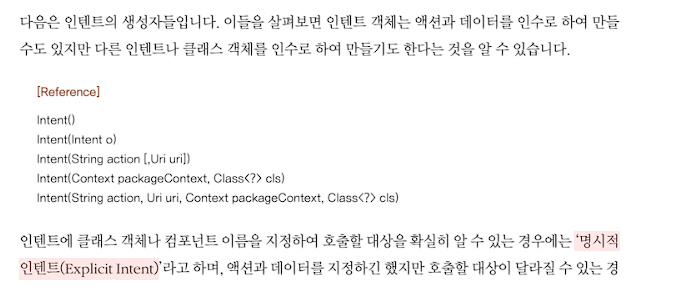 다음은 인텐트의 생성자들입니다. 이들을 살펴보면 인텐트 객체는 액션과 데이터를 인수로 하여 만들
수도 있지만 다른 인텐트나 클래스 객체를 인수로 하여 만들기도 한다는 것을 알 수 있습니다.
[Reference]
Intent()
Intent(Intent o)
Intent(String action [,Uri uri])
Intent(Context packageContext, Class<?> cls)
Intent(String action, Uri uri, Context packageContext, Class<?> cls)
인텐트에 클래스 객체나 컴포넌트 이름을 지정하여 호출할 대상을 확실히 알 수 있는 경우에는 ‘명시적
인텐트(Explicit Intent)’라고 하며, 액션과 데이터를 지정하긴 했지만 호출할 대상이 달라질 수 있는 경